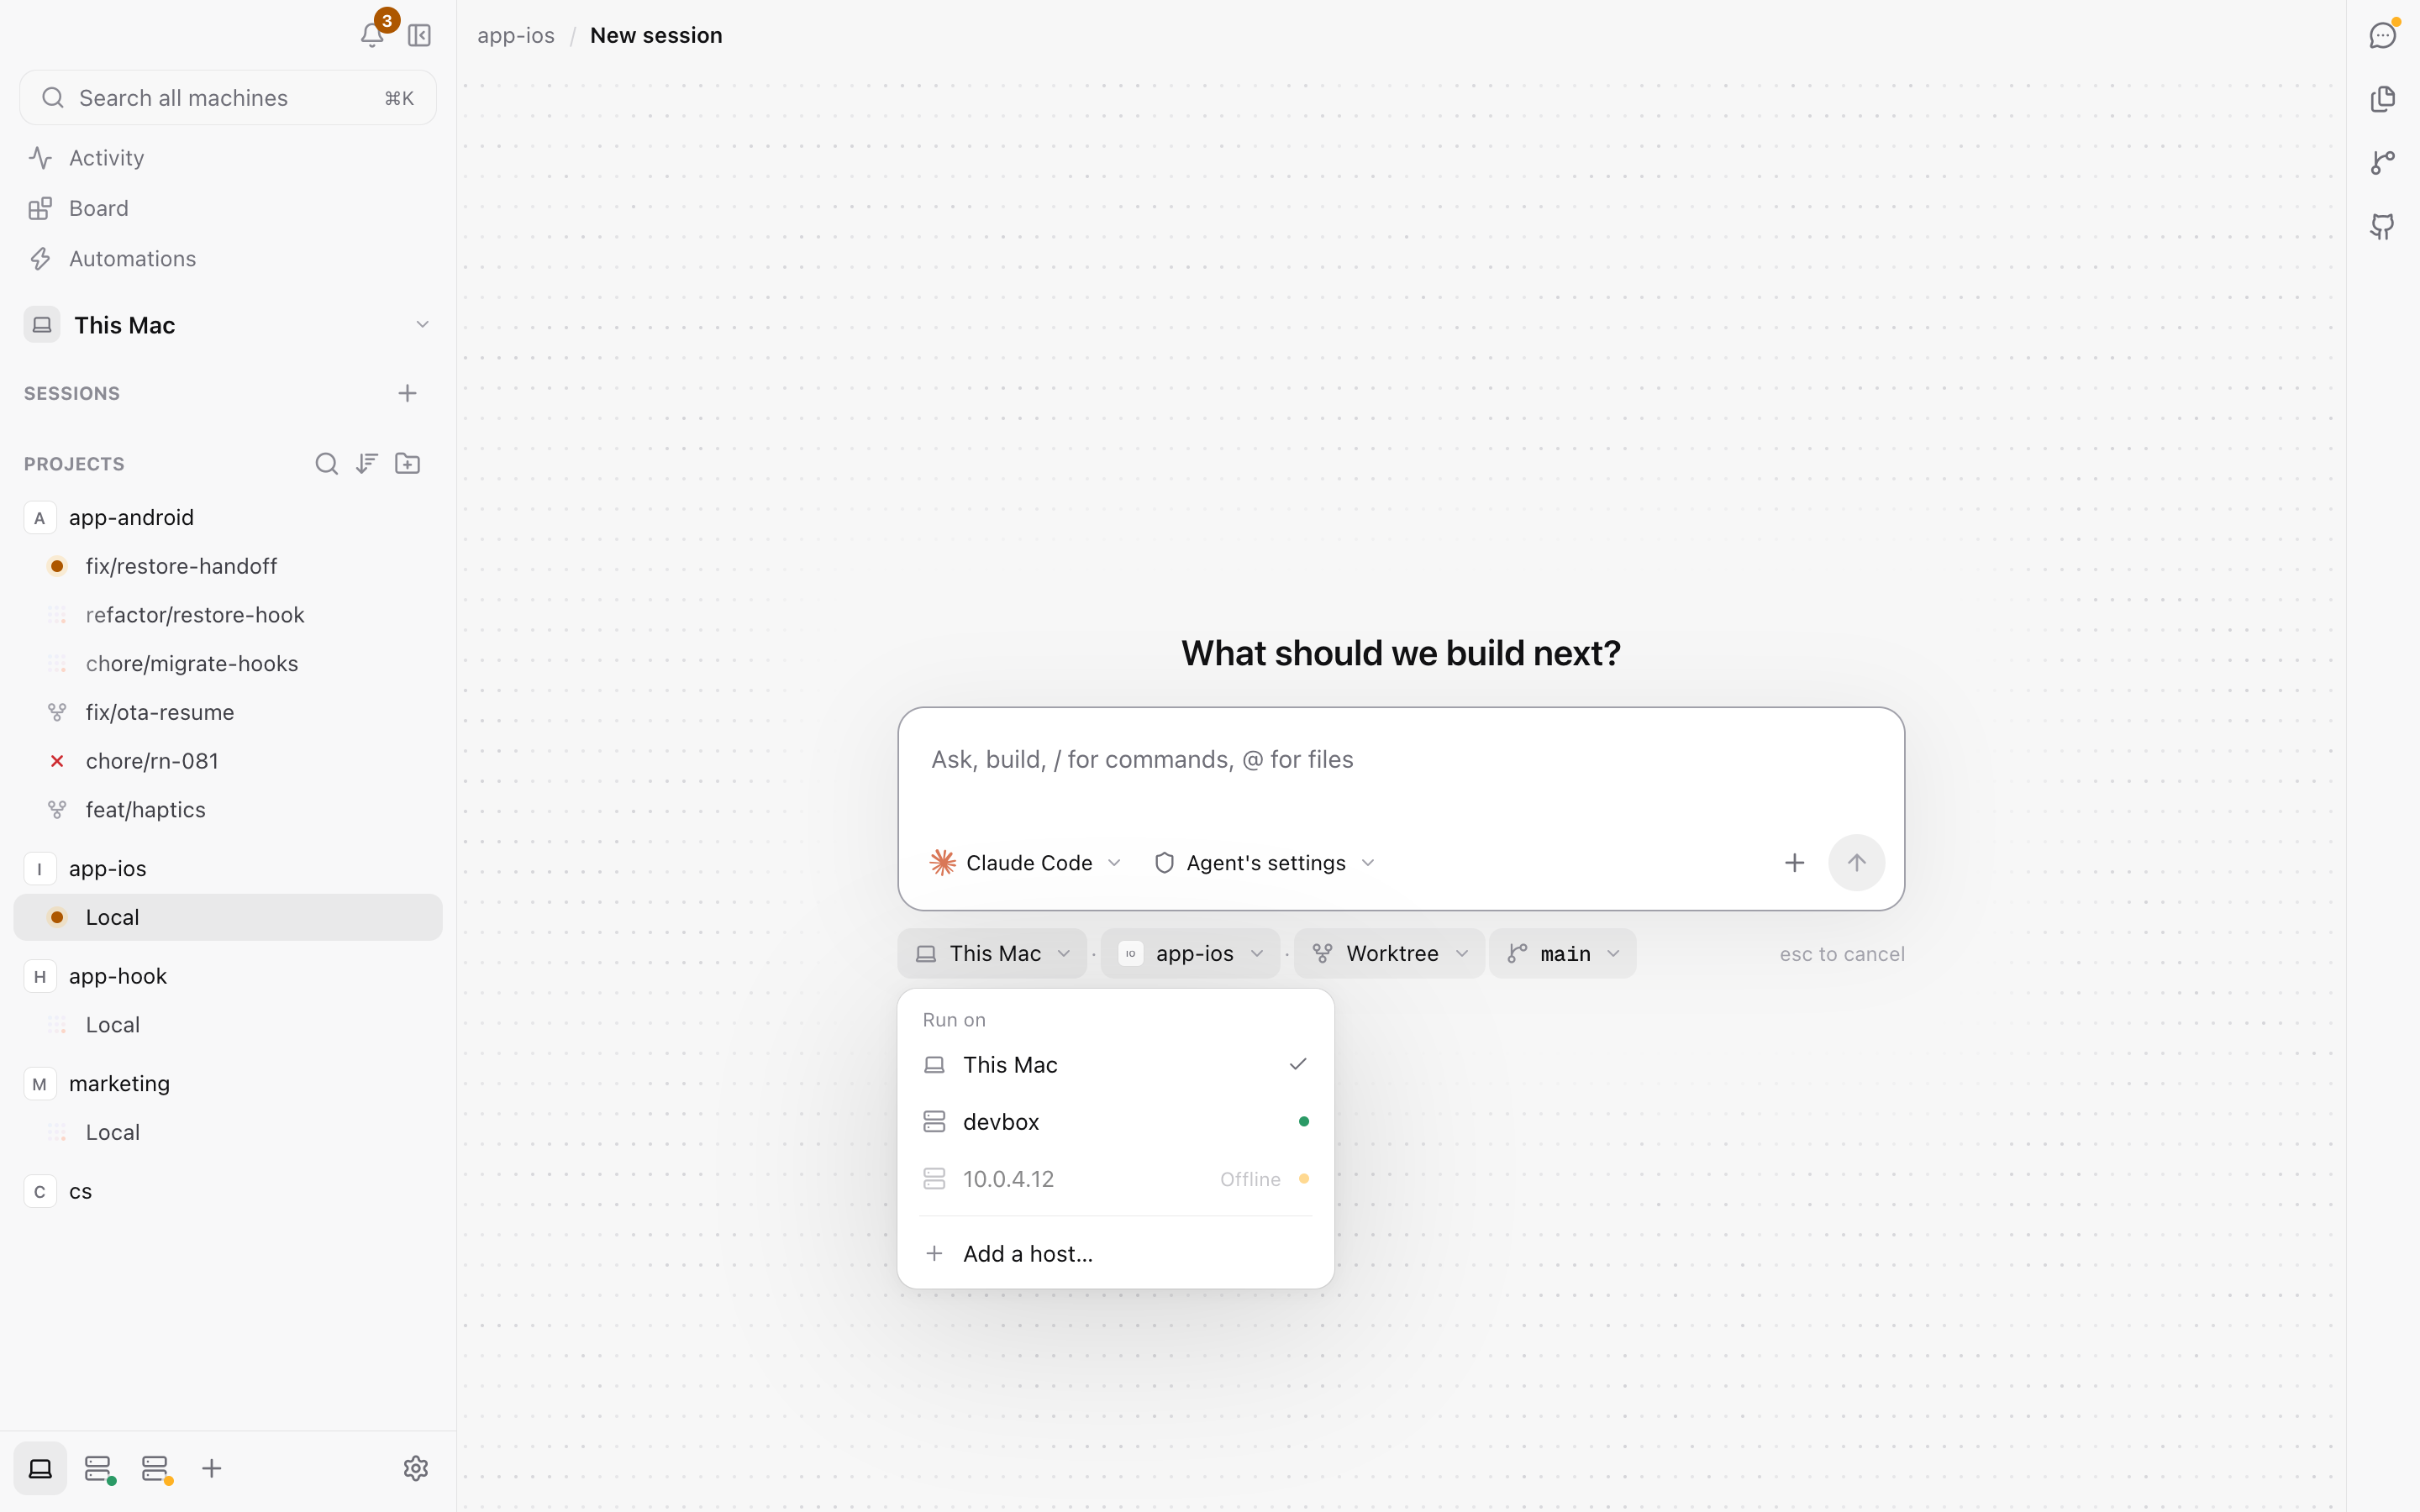 3
app-ios / New session
Search all machines ⌘K
Activity
Board
Automations
This Mac
SESSIONS
PROJECTS
A app-android
fix/restore-handoff
refactor/restore-hook
chore/migrate-hooks
fix/ota-resume
chore/rn-081
feat/haptics
I app-ios
Local
H app-hook
Local
M marketing
Local
C cs
What should we build next?
Ask, build, / for commands, @ for files
Claude Code Agent's settings
This Mac · IO app-ios · Worktree main esc to cancel
Run on
This Mac
devbox
10.0.4.12 Offline
Add a host...